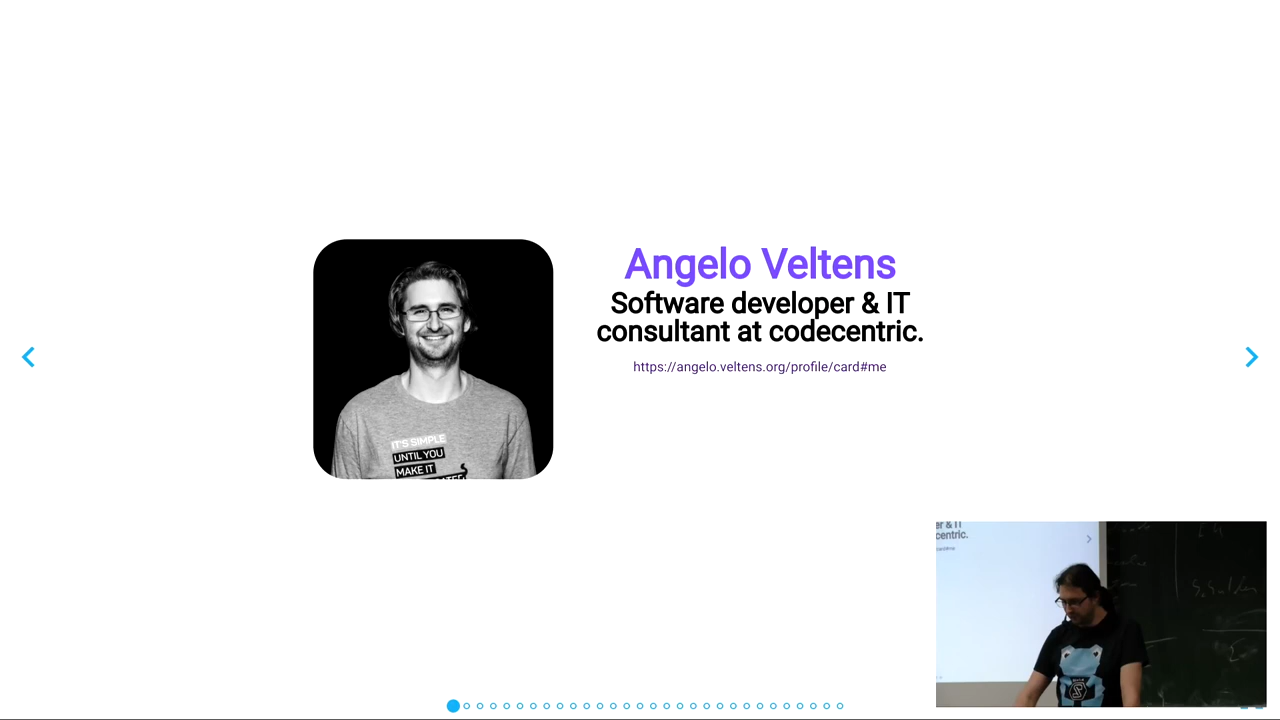 Angelo Veltens
Software developer & IT
consultant at codecentric.
https://angelo.veltens.org/profile/card#me
IT'S SIMPLE
UNTIL YOU
MAKE IT
er & IT
centric.